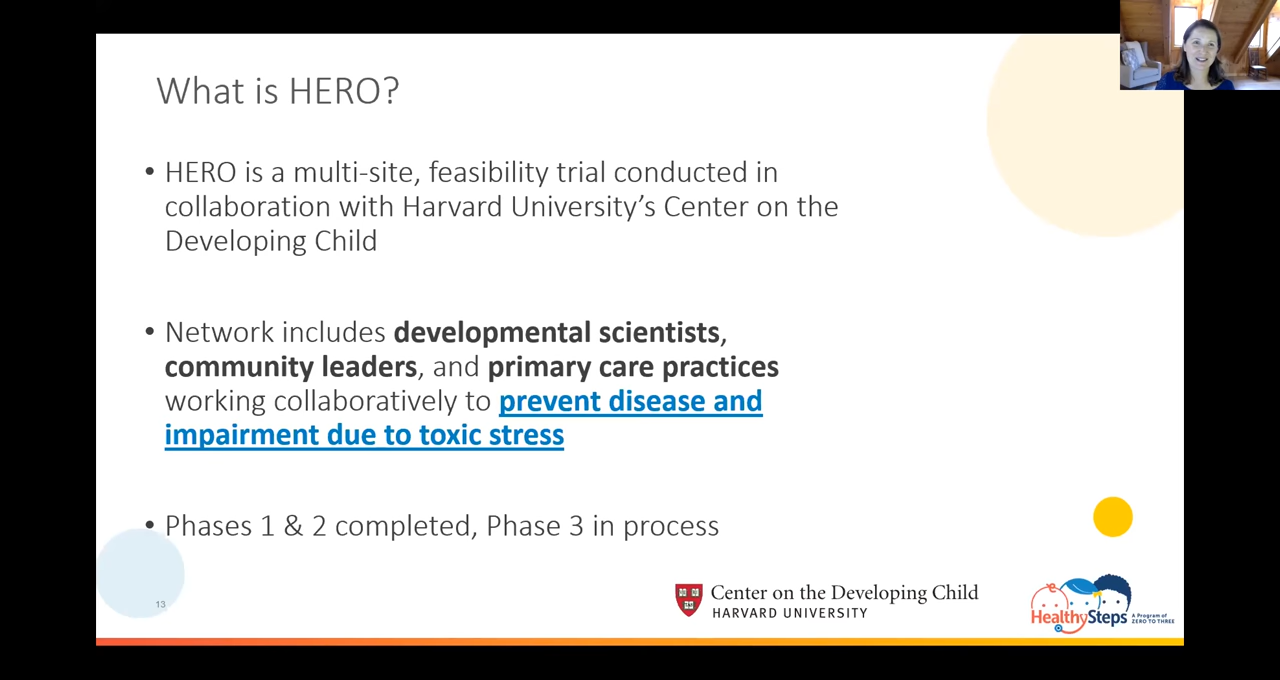 What is HERO?
• HERO is a multi-site, feasibility trial conducted in
collaboration with Harvard University’s Center on the
Developing Child
• Network includes developmental scientists,
community leaders, and primary care practices
working collaboratively to prevent disease and
impairment due to toxic stress
• Phases 1 & 2 completed, Phase 3 in process
13
Center on the Developing Child
HARVARD UNIVERSITY
HealthySteps
A Program of
ZERO TO THREE